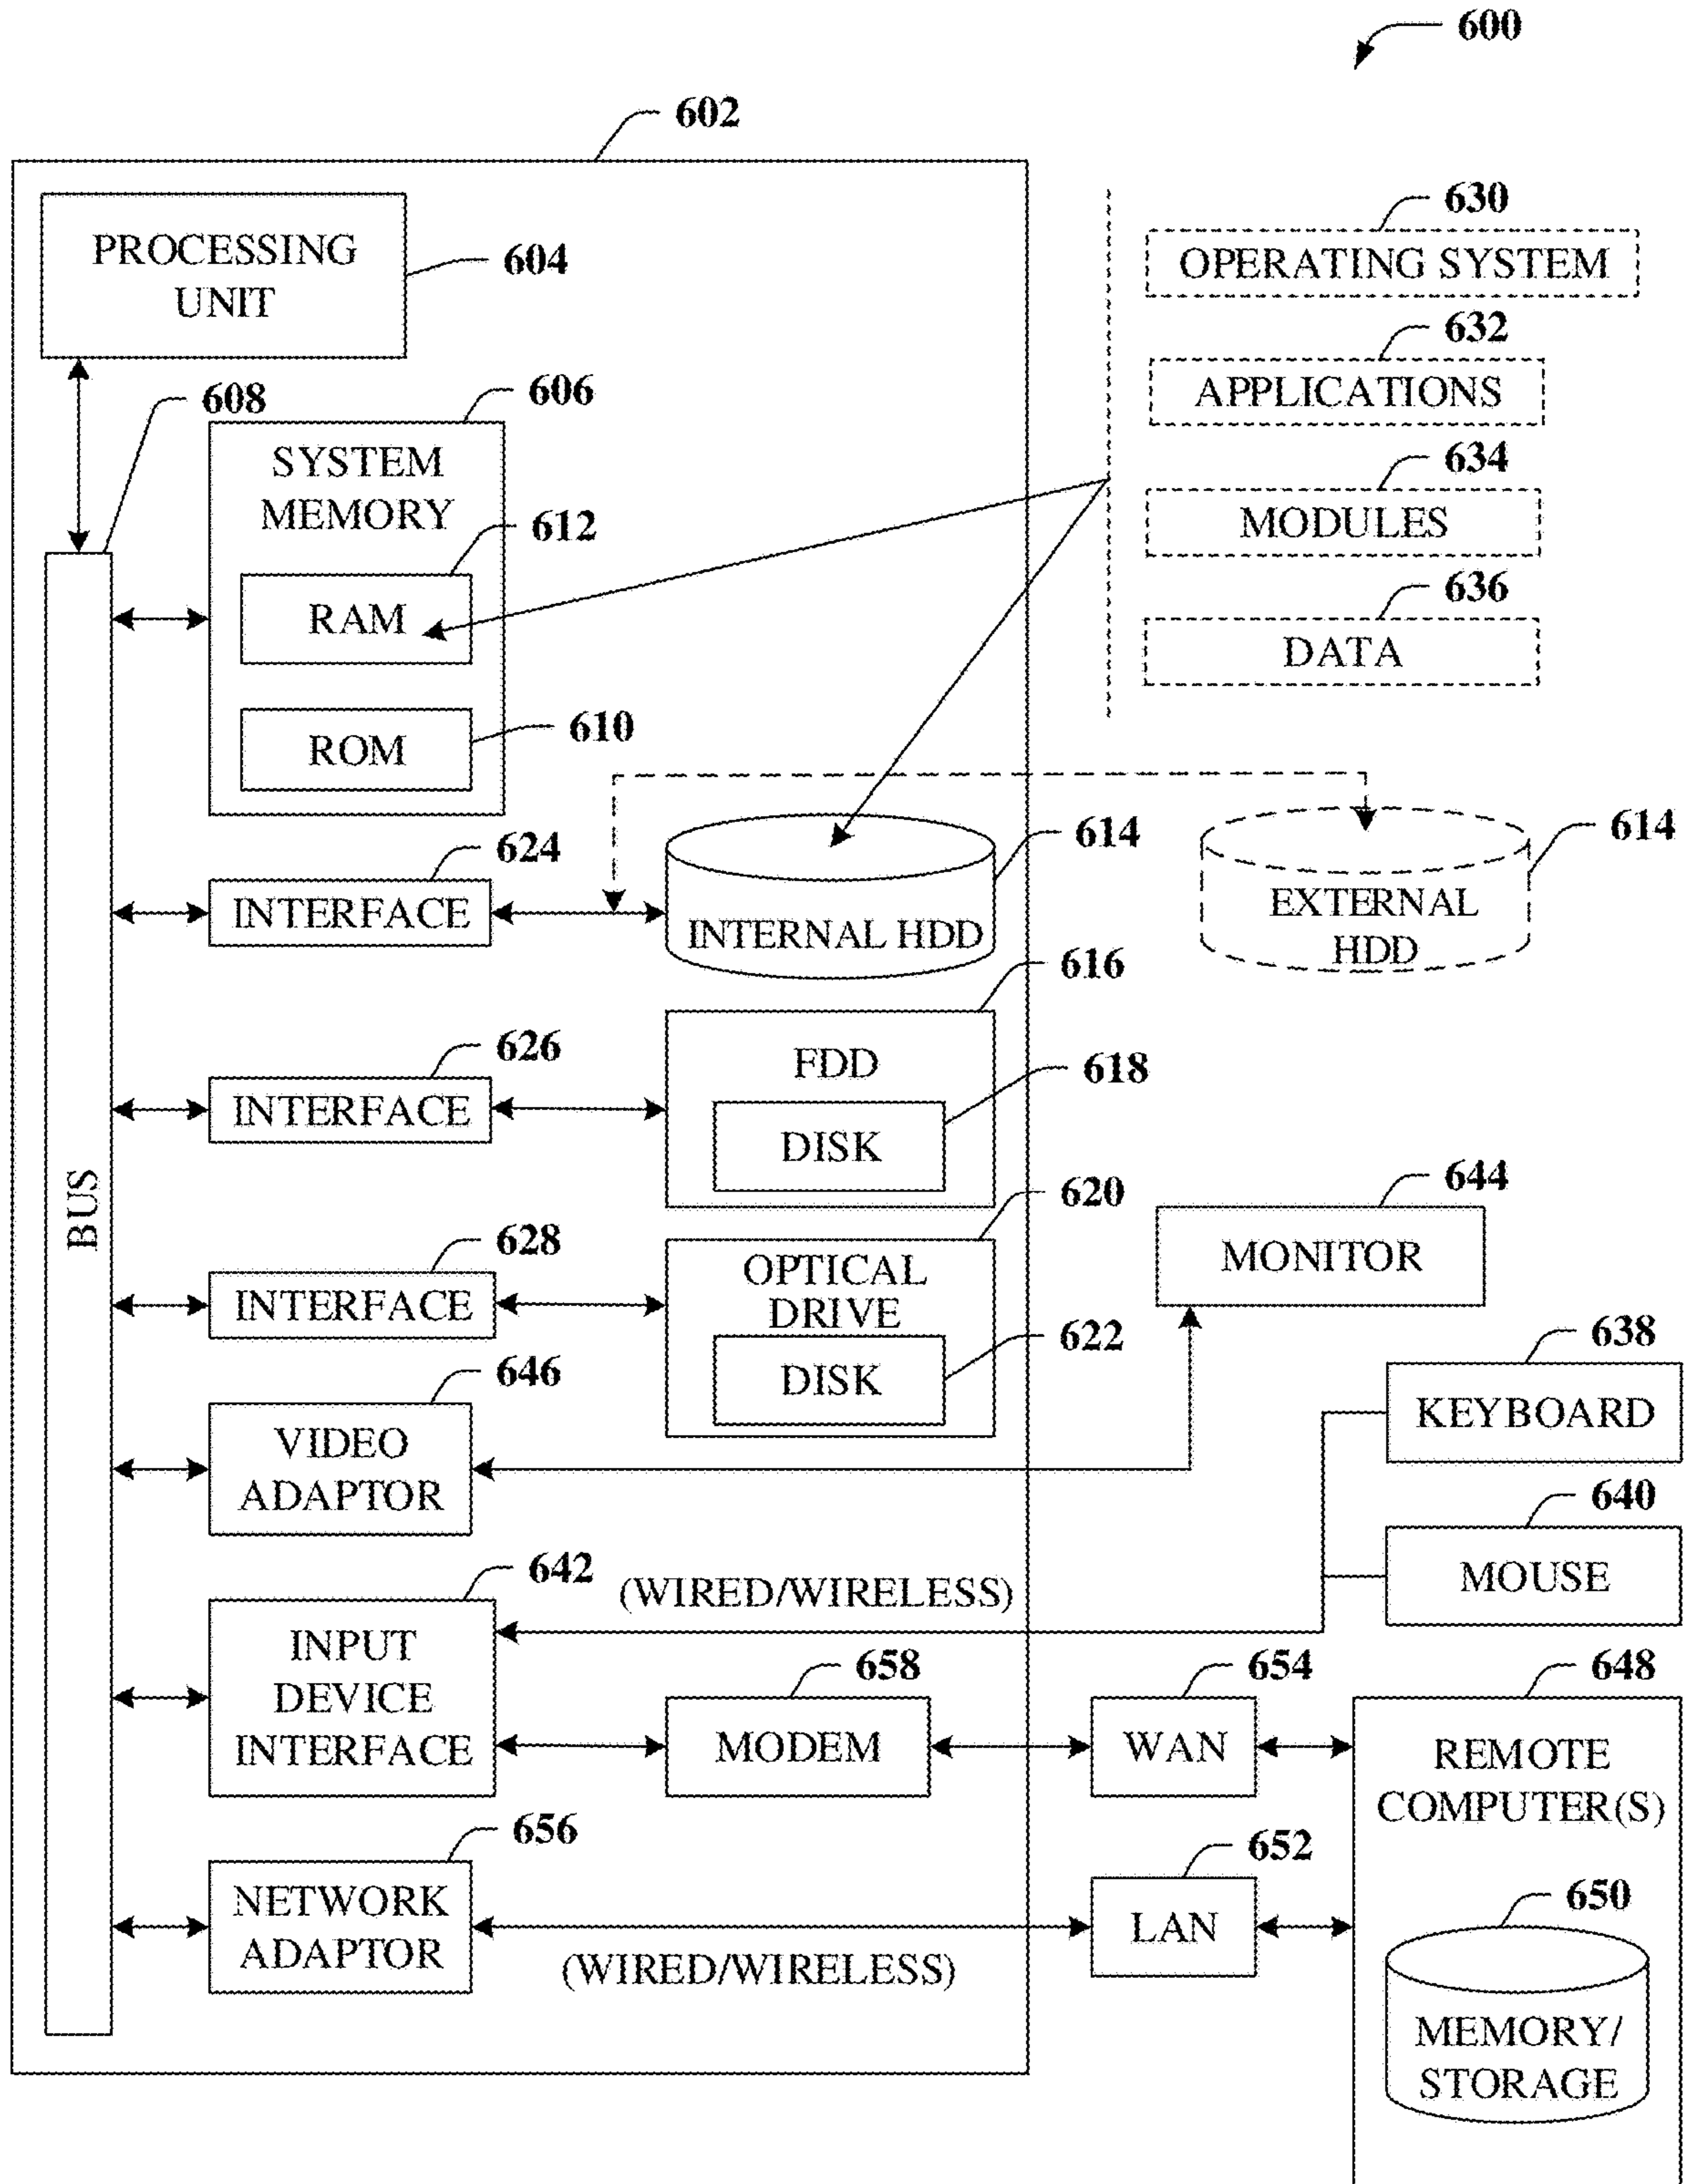 600
602
PROCESSING
UNIT
604
630
OPERATING SYSTEM
632
APPLICATIONS
634
MODULES
636
DATA
608
606
SYSTEM
MEMORY
612
RAM
610
ROM
BUS
624
INTERFACE
614
INTERNAL HDD
614
EXTERNAL
HDD
626
INTERFACE
616
FDD
618
DISK
628
INTERFACE
620
OPTICAL
DRIVE
622
DISK
644
MONITOR
646
VIDEO
ADAPTOR
638
KEYBOARD
640
MOUSE
642
INPUT
DEVICE
INTERFACE
(WIRED/WIRELESS)
658
MODEM
654
WAN
648
REMOTE
COMPUTER(S)
656
NETWORK
ADAPTOR
(WIRED/WIRELESS)
652
LAN
650
MEMORY/
STORAGE